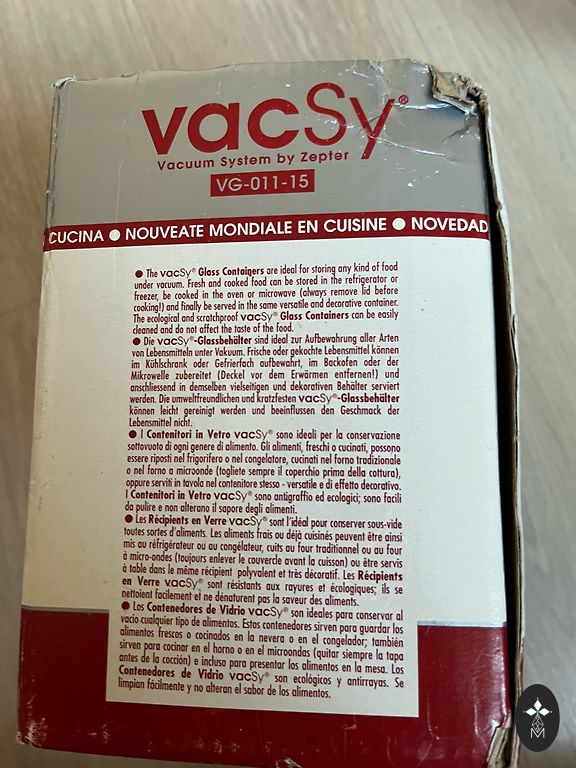 vacSy®
Vacuum System by Zepter
VG-011-15
CUCINA ● NOUVEATE MONDIALE EN CUISINE ● NOVEDAD
● The vacSy® Glass Contaigers are ideal for storing any kind of food
under vacuum. Fresh and cooked food can be stored in the refrigerator or
freezer, be cooked in the oven or microwave (always remove lid before
cooking!) and finally be served in the same versatile and decorative container.
The ecological and scratchproof vacSy® Glass Containers can be easily
cleaned and do not affect the taste of the food.
● Die vacSy®-Glassbehälter sind ideal zur Aufbewahrung aller Arten
von Lebensmitteln unter Vakuum. Frische oder gekochte Lebensmittel können
im Kühlschrank oder Gefrierfach aufbewahrt, im Backofen oder der
Mikrowelle zubereitet (Deckel vor dem Erwärmen entfernen!) und
anschliessend in demselben vielseitigen und dekorativen Behälter serviert
werden. Die umweltfreundlichen und kratzfesten vacSy®-Glassbehälter
können leicht gereinigt werden und beeinflussen den Geschmack der
Lebensmittel nicht.
● I Contenitori in Vetro vacSy® sono ideali per la conservazione
sottovuoto di ogni genere di alimento. Gli alimenti, freschi o cucinati, possono
essere riposti nel frigorifero o nel congelatore, cucinati nel forno tradizionale
o nel forno a microonde (togliete sempre il coperchio prima della cottura),
oppure serviti in tavola nel contenitore stesso - versatile e di effetto decorativo.
I Contenitori in Vetro vacSy® sono antigraffio ed ecologici; sono facili
da pulire e non alterano il sapore degli alimenti.
● Les Récipients en Verre vacSy® sont l'idéal pour conserver sous-vide
toutes sortes d'aliments. Les aliments frais ou déjà cuisinés peuvent être ainsi
mis au réfrigérateur ou au congélateur, cuits au four traditionnel ou au four
à micro-ondes (toujours enlever le couvercle avant la cuisson) ou être servis
à table dans le même récipient polyvalent et très décoratif. Les Récipients
en Verre vacSy® sont résistants aux rayures et écologiques; ils se
nettoient facilement et ne dénaturent pas la saveur des aliments.
● Los Contenedores de Vidrio vacSy® son ideales para conservar al
vacio cualquier tipo de alimento. Estos contenedores sirven para guardar los
alimentos frescos o cocinados en la nevera o en el congelador; también
sirven para cocinar en el horno o en el microondas (quitar siempre la tapa
antes de la cocción) e incluso para presentar los alimentos en la mesa. Los
Contenedores de Vidrio vacSy® son ecológicos y antirrayas. Se
limpian fácilmente y no alteran el sabor de los alimentos.